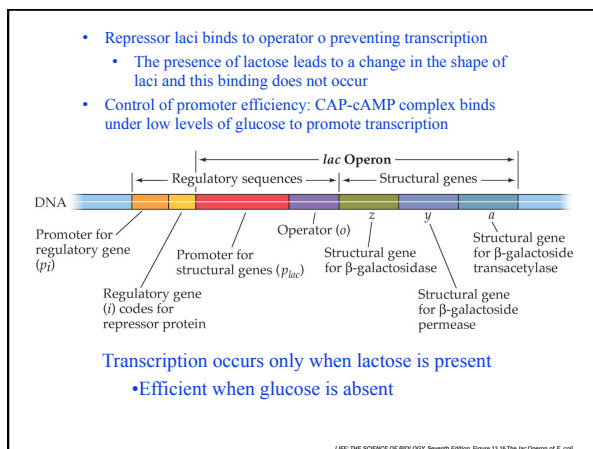 • Repressor laci binds to operator o preventing transcription
• The presence of lactose leads to a change in the shape of
laci and this binding does not occur
• Control of promoter efficiency: CAP-cAMP complex binds
under low levels of glucose to promote transcription
lac Operon
Regulatory sequences
Structural genes
DNA
z
y
a
Promoter for
regulatory gene
(pi)
Regulatory gene
(i) codes for
repressor protein
Promoter for
structural genes (plac)
Operator (o)
Structural gene
for β-galactosidase
Structural gene
for β-galactoside
permease
Structural gene
for β-galactoside
transacetylase
Transcription occurs only when lactose is present
•Efficient when glucose is absent
LIFE: THE SCIENCE OF BIOLOGY, Seventh Edition, Figure 13.16 The lac Operon of E. coli